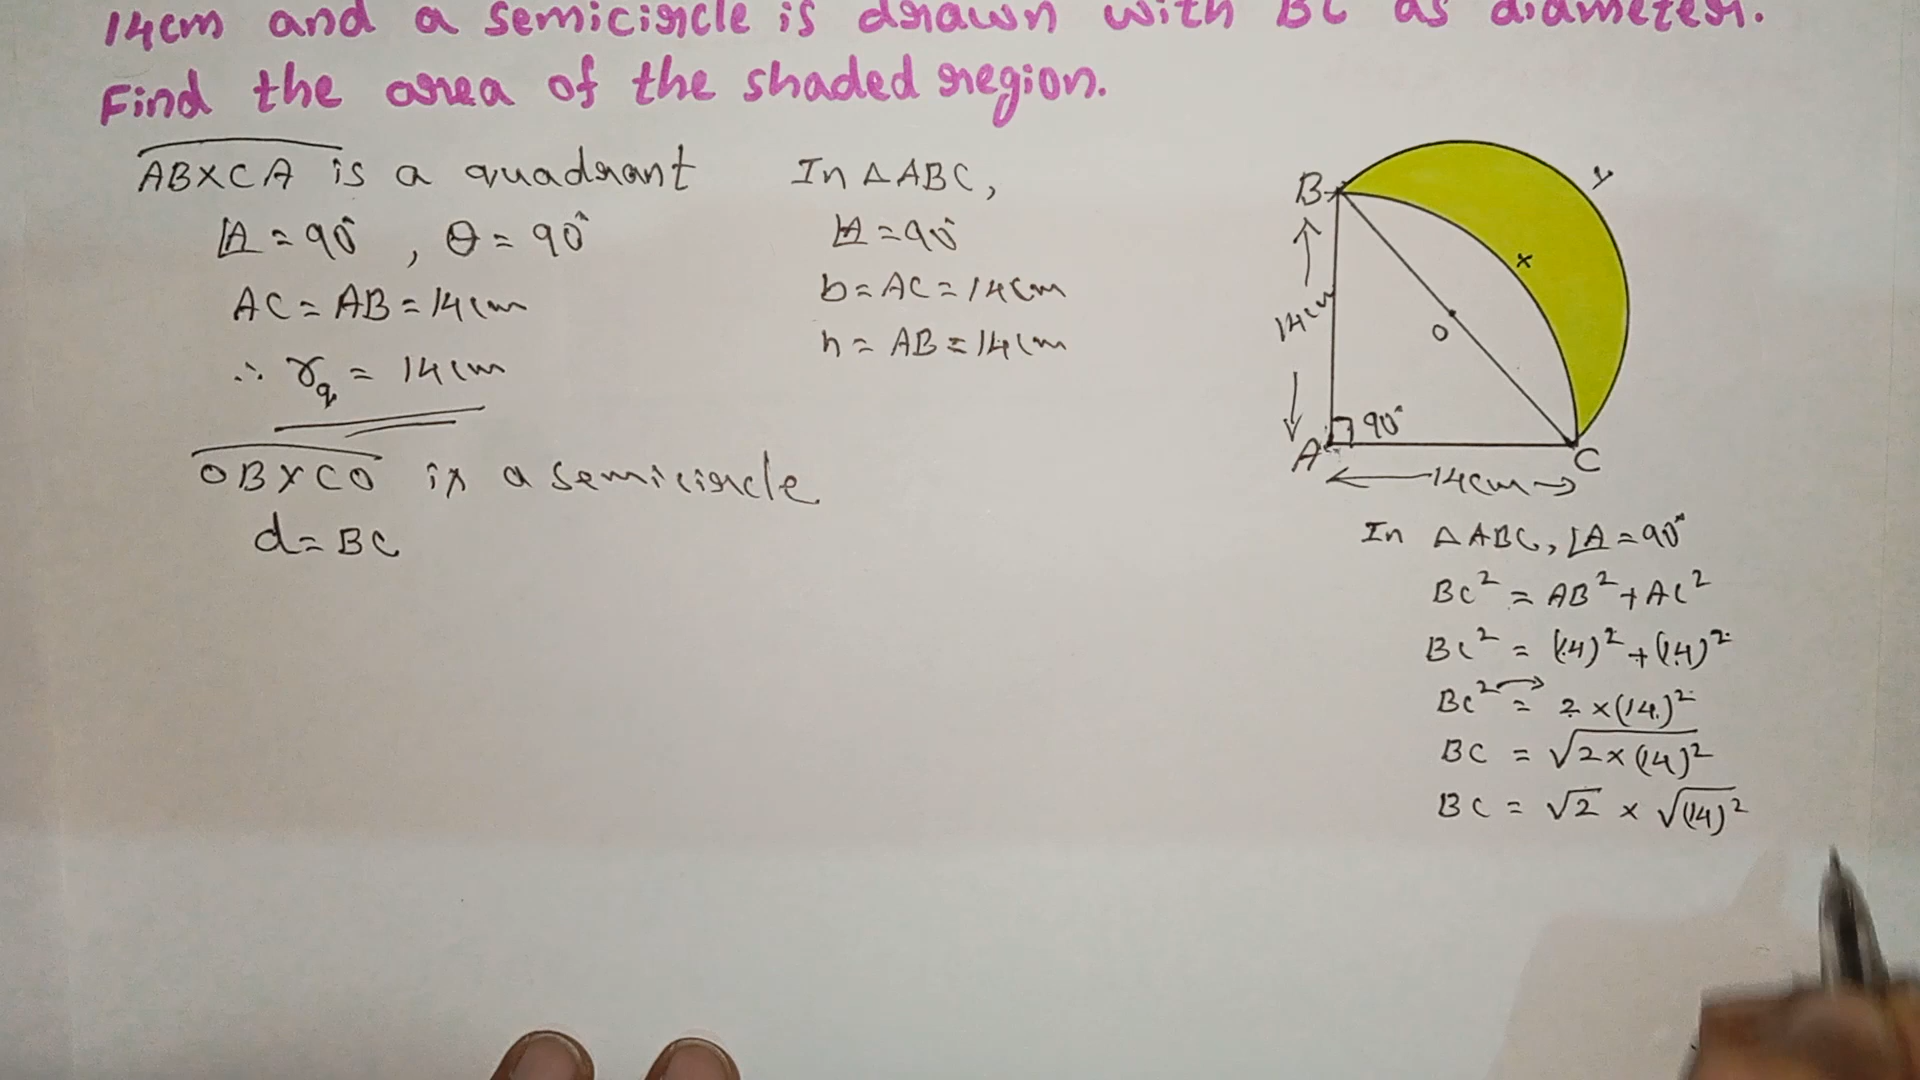 14cm and a semicircle is drawn with BC as diameter.
Find the area of the shaded region.
ABXCA is a quadrant
∠A = 90°, θ = 90°
AC = AB = 14cm
∴ r_q = 14cm
OBYCO is a semicircle
d = BC
In △ABC,
∠A = 90°
b = AC = 14cm
h = AB = 14cm
B
Y
X
14cm
O
A
90°
C
14cm
In △ABC, ∠A = 90°
BC² = AB² + AC²
BC² = (14)² + (14)²
BC² = 2 × (14)²
BC = √2×(14)²
BC = √2 × √(14)²